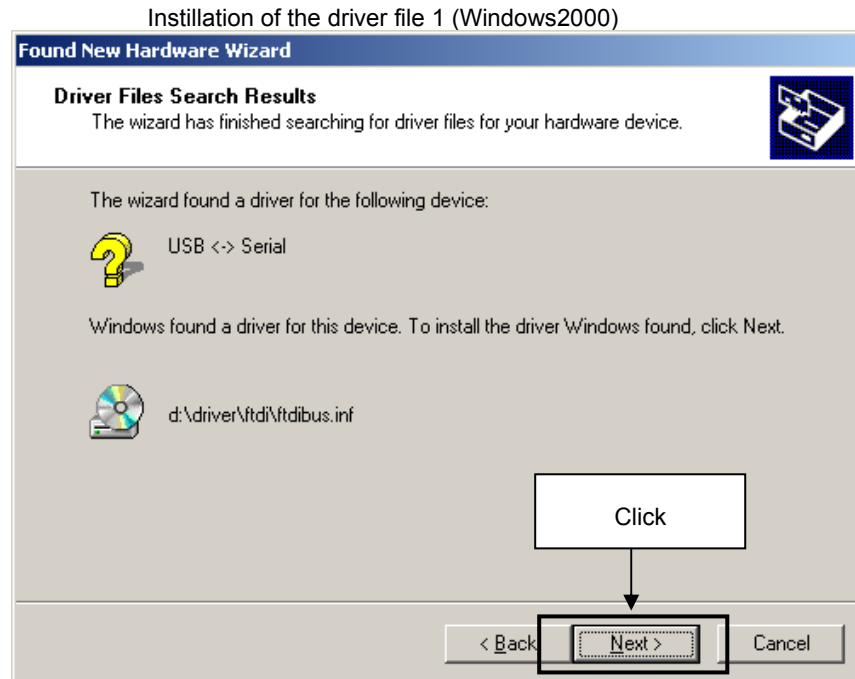 Instillation of the driver file 1 (Windows2000)
Found New Hardware Wizard
Driver Files Search Results
The wizard has finished searching for driver files for your hardware device.
The wizard found a driver for the following device:
USB <-> Serial
Windows found a driver for this device. To install the driver Windows found, click Next.
d:\driver\ftdi\ftdibus.inf
Click
< Back Next > Cancel